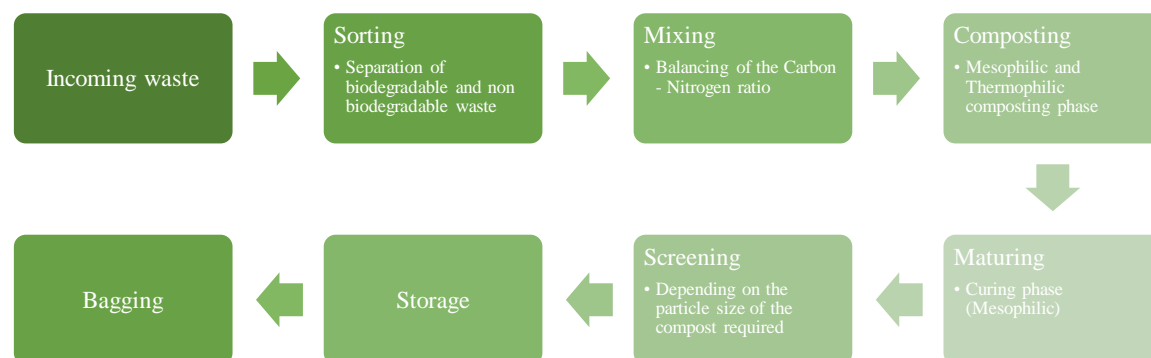 Incoming waste
Sorting
• Separation of
biodegradable and non
biodegradable waste
Mixing
• Balancing of the Carbon
- Nitrogen ratio
Composting
• Mesophilic and
Thermophilic
composting phase
Maturing
• Curing phase
(Mesophilic)
Screening
• Depending on the
particle size of the
compost required
Storage
Bagging